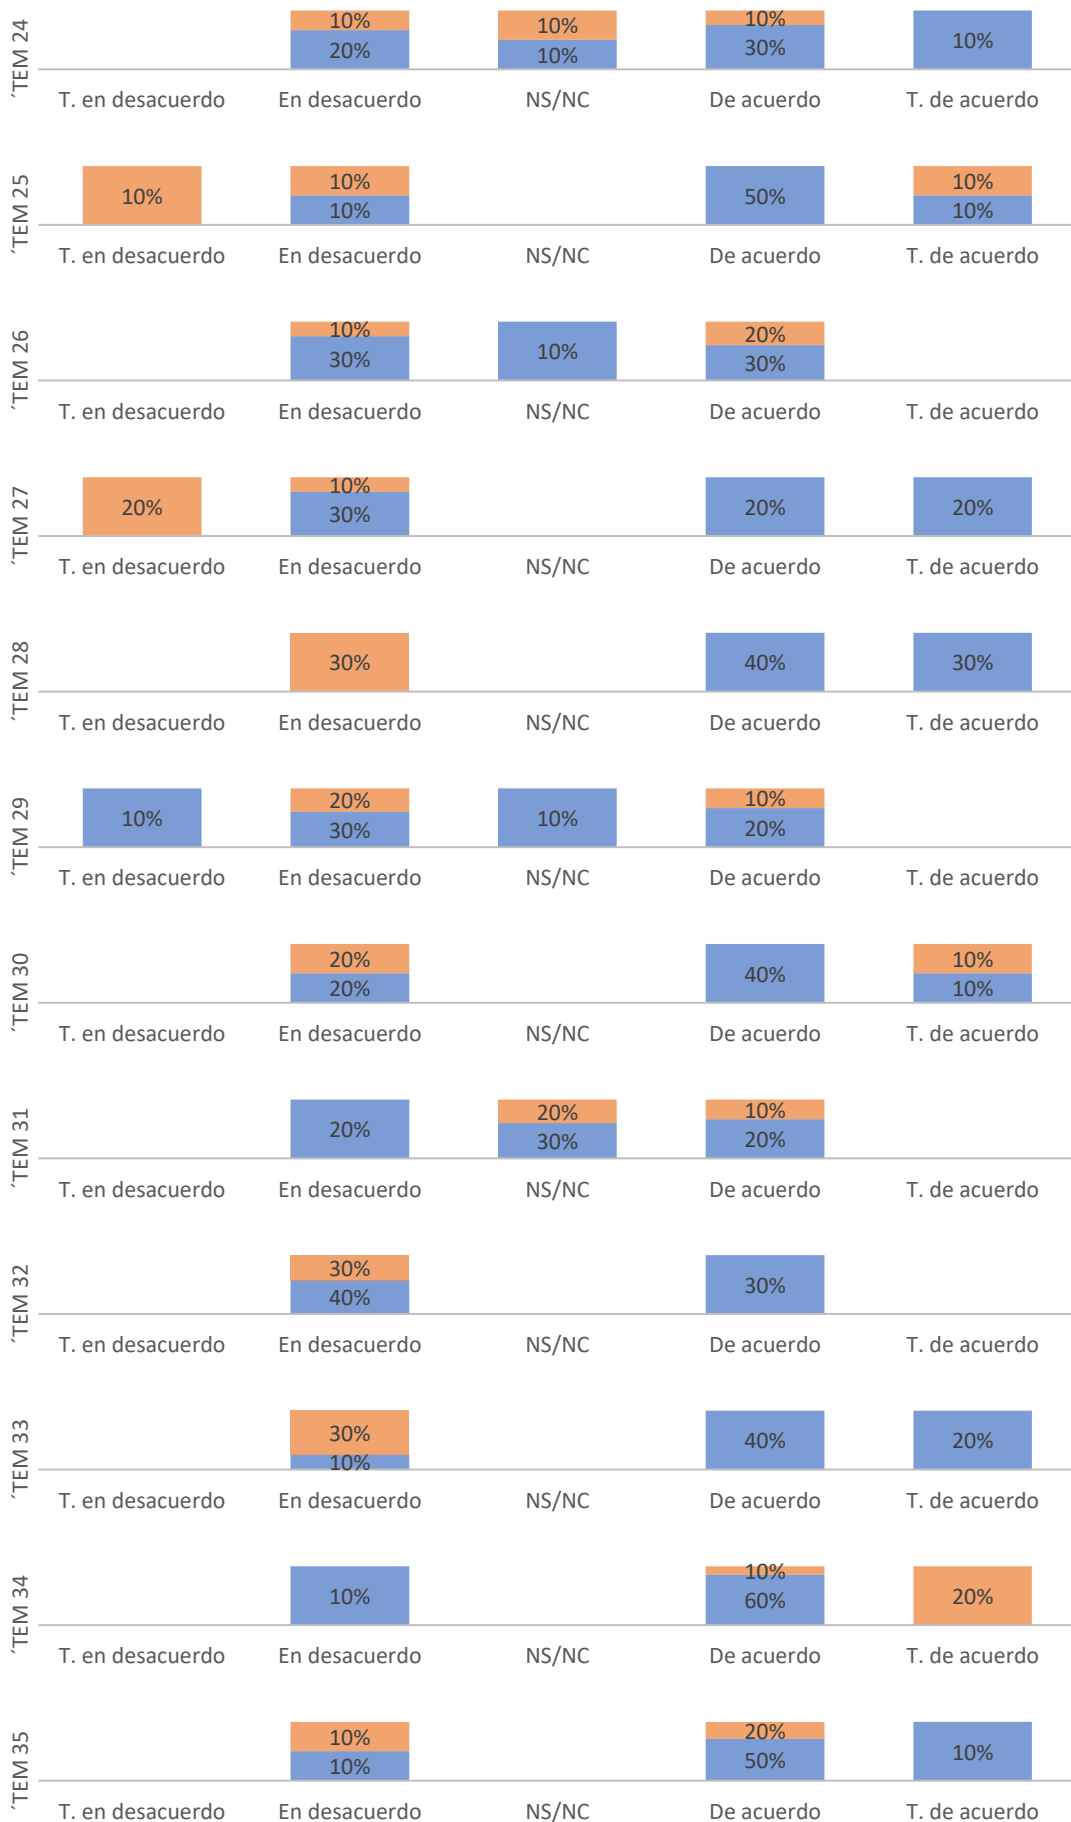 ´TEM 24
10% 10% 10%
20% 10% 30% 10%
T. en desacuerdo En desacuerdo NS/NC De acuerdo T. de acuerdo
´TEM 25
10% 10% 10%
10% 50% 10%
T. en desacuerdo En desacuerdo NS/NC De acuerdo T. de acuerdo
´TEM 26
10% 20%
30% 10% 30%
T. en desacuerdo En desacuerdo NS/NC De acuerdo T. de acuerdo
´TEM 27
20% 10% 20% 20%
30%
T. en desacuerdo En desacuerdo NS/NC De acuerdo T. de acuerdo
´TEM 28
30% 40% 30%
T. en desacuerdo En desacuerdo NS/NC De acuerdo T. de acuerdo
´TEM 29
10% 20% 10% 10%
30% 20%
T. en desacuerdo En desacuerdo NS/NC De acuerdo T. de acuerdo
´TEM 30
20% 40% 10%
20% 10%
T. en desacuerdo En desacuerdo NS/NC De acuerdo T. de acuerdo
´TEM 31
20% 20% 10%
30% 20%
T. en desacuerdo En desacuerdo NS/NC De acuerdo T. de acuerdo
´TEM 32
30% 30%
40%
T. en desacuerdo En desacuerdo NS/NC De acuerdo T. de acuerdo
´TEM 33
30% 40% 20%
10%
T. en desacuerdo En desacuerdo NS/NC De acuerdo T. de acuerdo
´TEM 34
10% 10% 20%
60%
T. en desacuerdo En desacuerdo NS/NC De acuerdo T. de acuerdo
´TEM 35
10% 20% 10%
10% 50%
T. en desacuerdo En desacuerdo NS/NC De acuerdo T. de acuerdo